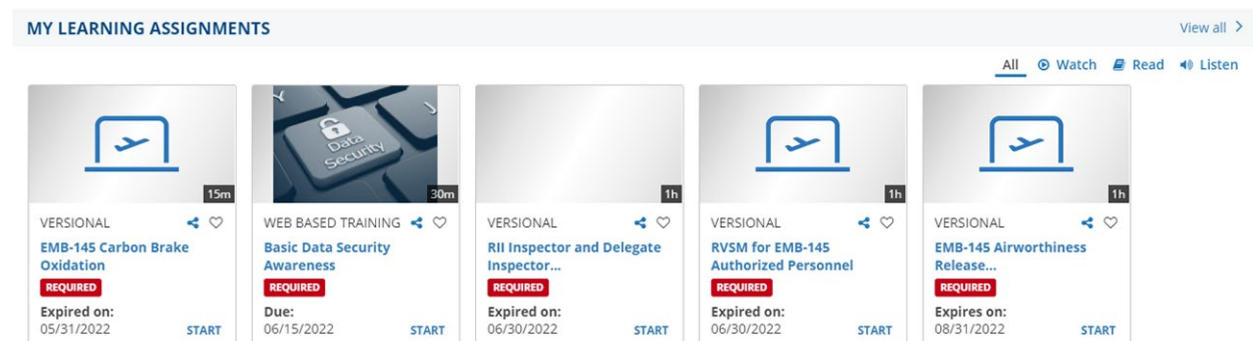 MY LEARNING ASSIGNMENTS
View all
All Watch Read Listen
15m
VERSIONAL
EMB-145 Carbon Brake
Oxidation
REQUIRED
Expired on:
05/31/2022 START
Data
Security
30m
WEB BASED TRAINING
Basic Data Security
Awareness
REQUIRED
Due:
06/15/2022 START
1h
VERSIONAL
RII Inspector and Delegate
Inspector...
REQUIRED
Expired on:
06/30/2022 START
1h
VERSIONAL
RVSM for EMB-145
Authorized Personnel
REQUIRED
Expired on:
06/30/2022 START
1h
VERSIONAL
EMB-145 Airworthiness
Release...
REQUIRED
Expires on:
08/31/2022 START